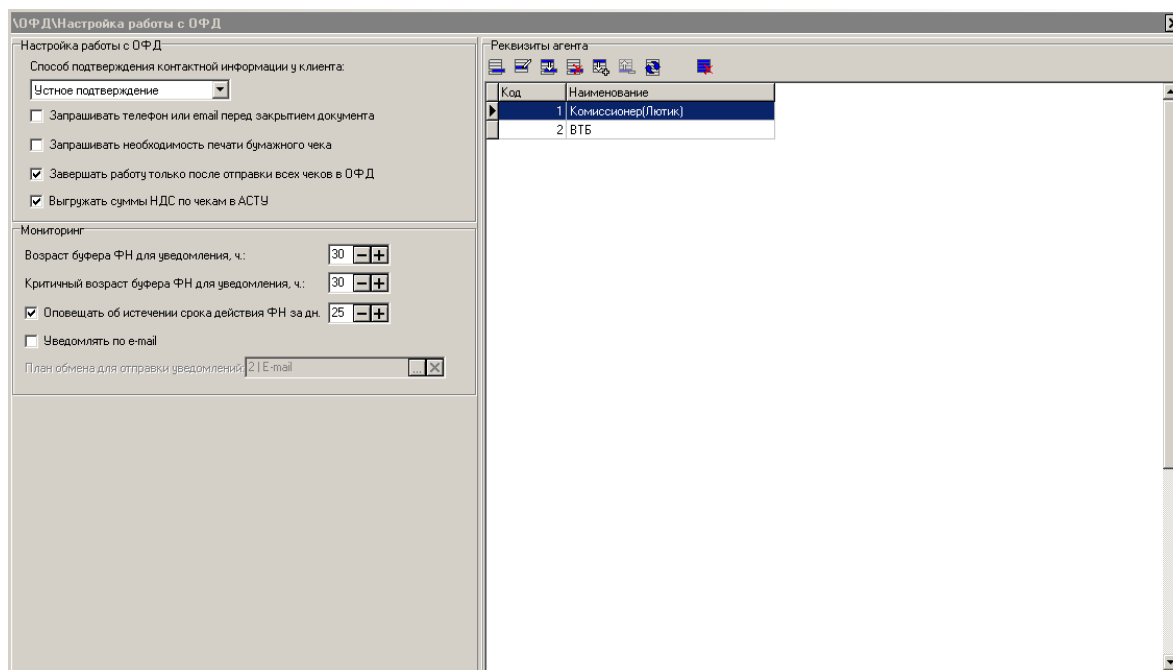 \ОФД\Настройка работы с ОФД
Настройка работы с ОФД
Способ подтверждения контактной информации у клиента:
Устное подтверждение
Запрашивать телефон или email перед закрытием документа
Запрашивать необходимость печати бумажного чека
Завершать работу только после отправки всех чеков в ОФД
Выгружать суммы НДС по чекам в АСТУ
Мониторинг
Возраст буфера ФН для уведомления, ч.: 30
Критичный возраст буфера ФН для уведомления, ч.: 30
Оповещать об истечении срока действия ФН за дн. 25
Уведомлять по e-mail
План обмена для отправки уведомлений: 2 | E-mail ...
Реквизиты агента
Код Наименование
1 Комиссионер(Лютик)
2 ВТБ